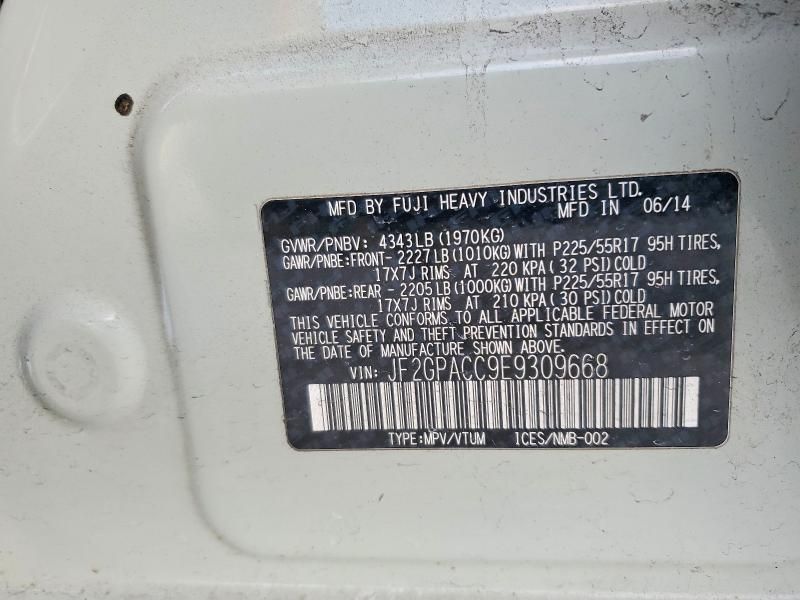 MFD BY FUJI HEAVY INDUSTRIES LTD.
MFD IN 06/14
GVWR/PNBV: 4343LB (1970KG)
GAWR/PNBE:FRONT- 2227LB (1010KG) WITH P225/55R17 95H TIRES,
17X7J RIMS AT 220 KPA (32 PSI) COLD
GAWR/PNBE:REAR - 2205LB (1000KG) WITH P225/55R17 95H TIRES,
17X7J RIMS AT 210 KPA (30 PSI) COLD
THIS VEHICLE CONFORMS TO ALL APPLICABLE FEDERAL MOTOR
VEHICLE SAFETY AND THEFT PREVENTION STANDARDS IN EFFECT ON
THE DATE OF MANUFACTURE SHOWN ABOVE.
VIN: JF2GPACC9E9309668
TYPE:MPV/VTUM ICES/NMB-002